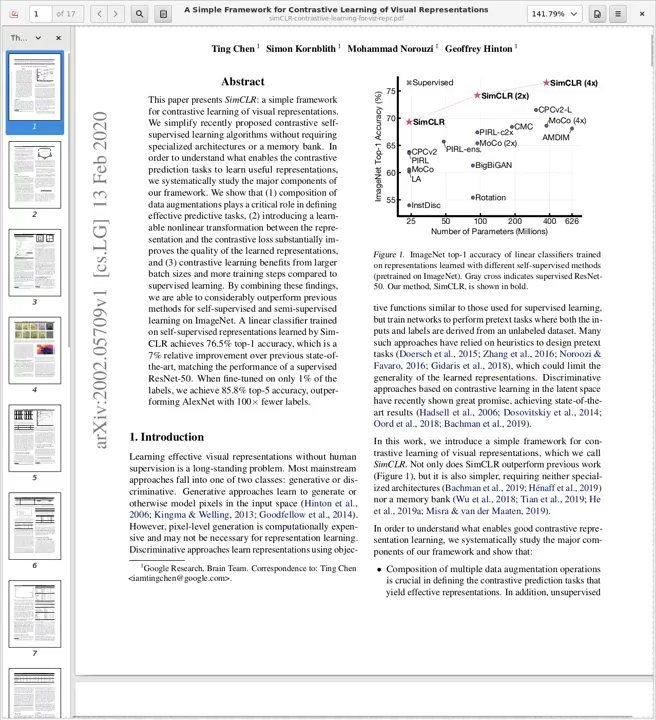 1 of 17
A Simple Framework for Contrastive Learning of Visual Representations
simCLR-contrastive-learning-for-viz-repr.pdf
141.79%
Th...
1
2
3
4
5
6
7
Ting Chen 1 Simon Kornblith 1 Mohammad Norouzi 1 Geoffrey Hinton 1
arXiv:2002.05709v1 [cs.LG] 13 Feb 2020
Abstract
This paper presents SimCLR: a simple framework
for contrastive learning of visual representations.
We simplify recently proposed contrastive self-
supervised learning algorithms without requiring
specialized architectures or a memory bank. In
order to understand what enables the contrastive
prediction tasks to learn useful representations,
we systematically study the major components of
our framework. We show that (1) composition of
data augmentations plays a critical role in defining
effective predictive tasks, (2) introducing a learn-
able nonlinear transformation between the repre-
sentation and the contrastive loss substantially im-
proves the quality of the learned representations,
and (3) contrastive learning benefits from larger
batch sizes and more training steps compared to
supervised learning. By combining these findings,
we are able to considerably outperform previous
methods for self-supervised and semi-supervised
learning on ImageNet. A linear classifier trained
on self-supervised representations learned by Sim-
CLR achieves 76.5% top-1 accuracy, which is a
7% relative improvement over previous state-of-
the-art, matching the performance of a supervised
ResNet-50. When fine-tuned on only 1% of the
labels, we achieve 85.8% top-5 accuracy, outper-
forming AlexNet with 100× fewer labels.
1. Introduction
Learning effective visual representations without human
supervision is a long-standing problem. Most mainstream
approaches fall into one of two classes: generative or dis-
criminative. Generative approaches learn to generate or
otherwise model pixels in the input space (Hinton et al.,
2006; Kingma & Welling, 2013; Goodfellow et al., 2014).
However, pixel-level generation is computationally expen-
sive and may not be necessary for representation learning.
Discriminative approaches learn representations using objec-
1Google Research, Brain Team. Correspondence to: Ting Chen
<iamtingchen@google.com>.
ImageNet Top-1 Accuracy (%)
75
70
65
60
55
Supervised
SimCLR (4x)
SimCLR (2x)
SimCLR
CPCv2-L
MoCo (4x)
CMC
PIRL-c2x
AMDIM
MoCo (2x)
PIRL-ens.
CPCv2
PIRL
MoCo
BigBiGAN
LA
Rotation
InstDisc
25 50 100 200 400 626
Number of Parameters (Millions)
Figure 1. ImageNet top-1 accuracy of linear classifiers trained
on representations learned with different self-supervised methods
(pretrained on ImageNet). Gray cross indicates supervised ResNet-
50. Our method, SimCLR, is shown in bold.
tive functions similar to those used for supervised learning,
but train networks to perform pretext tasks where both the in-
puts and labels are derived from an unlabeled dataset. Many
such approaches have relied on heuristics to design pretext
tasks (Doersch et al., 2015; Zhang et al., 2016; Noroozi &
Favaro, 2016; Gidaris et al., 2018), which could limit the
generality of the learned representations. Discriminative
approaches based on contrastive learning in the latent space
have recently shown great promise, achieving state-of-the-
art results (Hadsell et al., 2006; Dosovitskiy et al., 2014;
Oord et al., 2018; Bachman et al., 2019).
In this work, we introduce a simple framework for con-
trastive learning of visual representations, which we call
SimCLR. Not only does SimCLR outperform previous work
(Figure 1), but it is also simpler, requiring neither special-
ized architectures (Bachman et al., 2019; Hénaff et al., 2019)
nor a memory bank (Wu et al., 2018; Tian et al., 2019; He
et al., 2019a; Misra & van der Maaten, 2019).
In order to understand what enables good contrastive repre-
sentation learning, we systematically study the major com-
ponents of our framework and show that:
• Composition of multiple data augmentation operations
is crucial in defining the contrastive prediction tasks that
yield effective representations. In addition, unsupervised